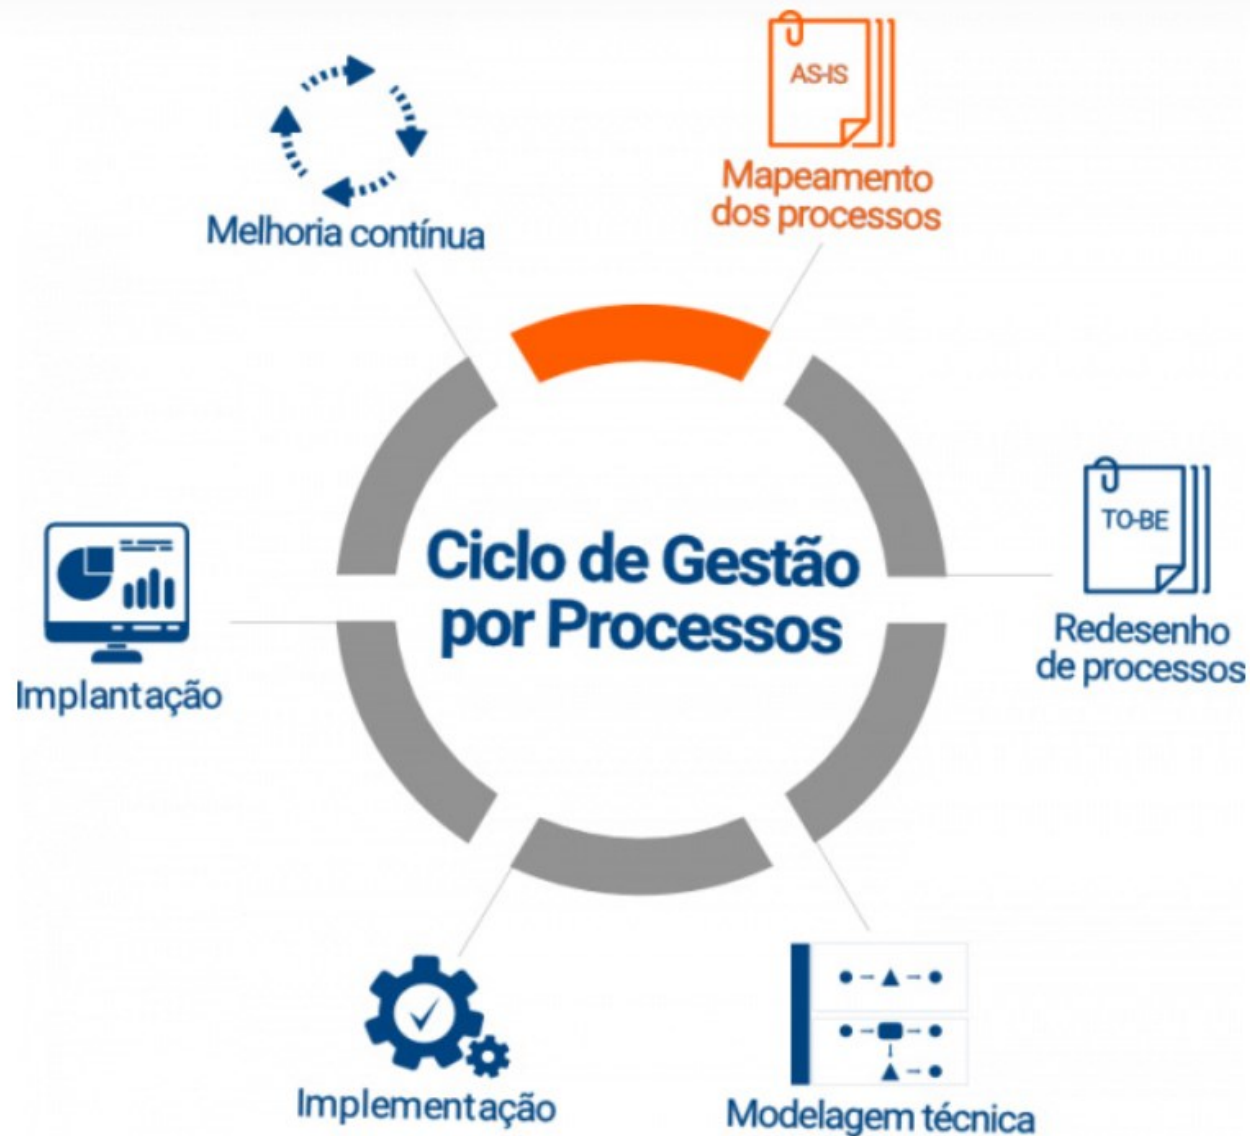 AS-IS
Mapeamento
dos processos
Melhoria contínua
Ciclo de Gestão
por Processos
TO-BE
Redesenho
de processos
Implantação
Implementação
Modelagem técnica